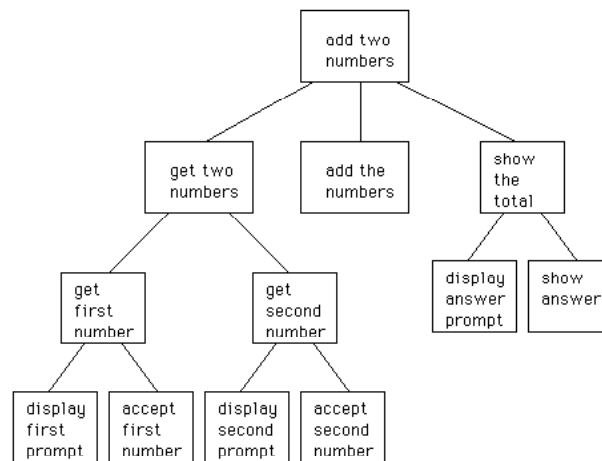 add two
numbers
get two
numbers
add the
numbers
show
the
total
get
first
number
get
second
number
display
answer
prompt
show
answer
display
first
prompt
accept
first
number
display
second
prompt
accept
second
number